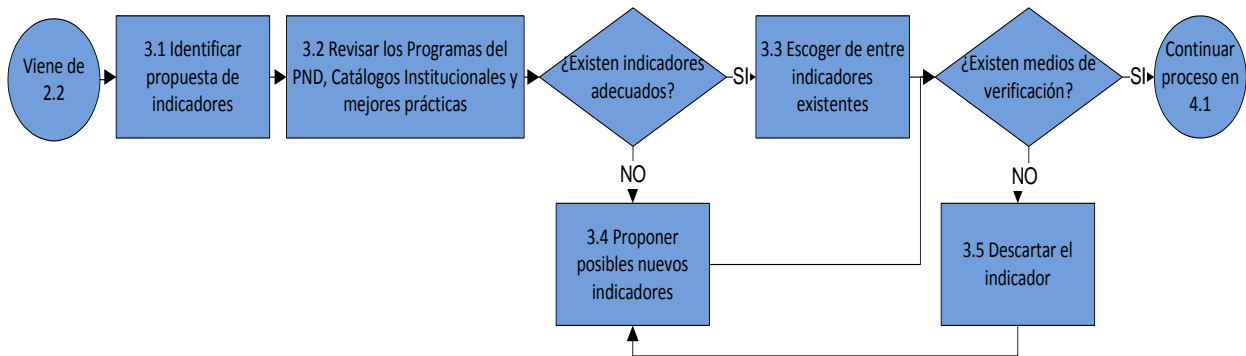 Viene de
2.2
3.1 Identificar
propuesta de
indicadores
3.2 Revisar los Programas del
PND, Catálogos Institucionales y
mejores prácticas
¿Existen indicadores
adecuados?
SI
3.3 Escoger de entre
indicadores
existentes
¿Existen medios de
verificación?
SI
Continuar
proceso en
4.1
NO
NO
3.4 Proponer
posibles nuevos
indicadores
3.5 Descartar el
indicador